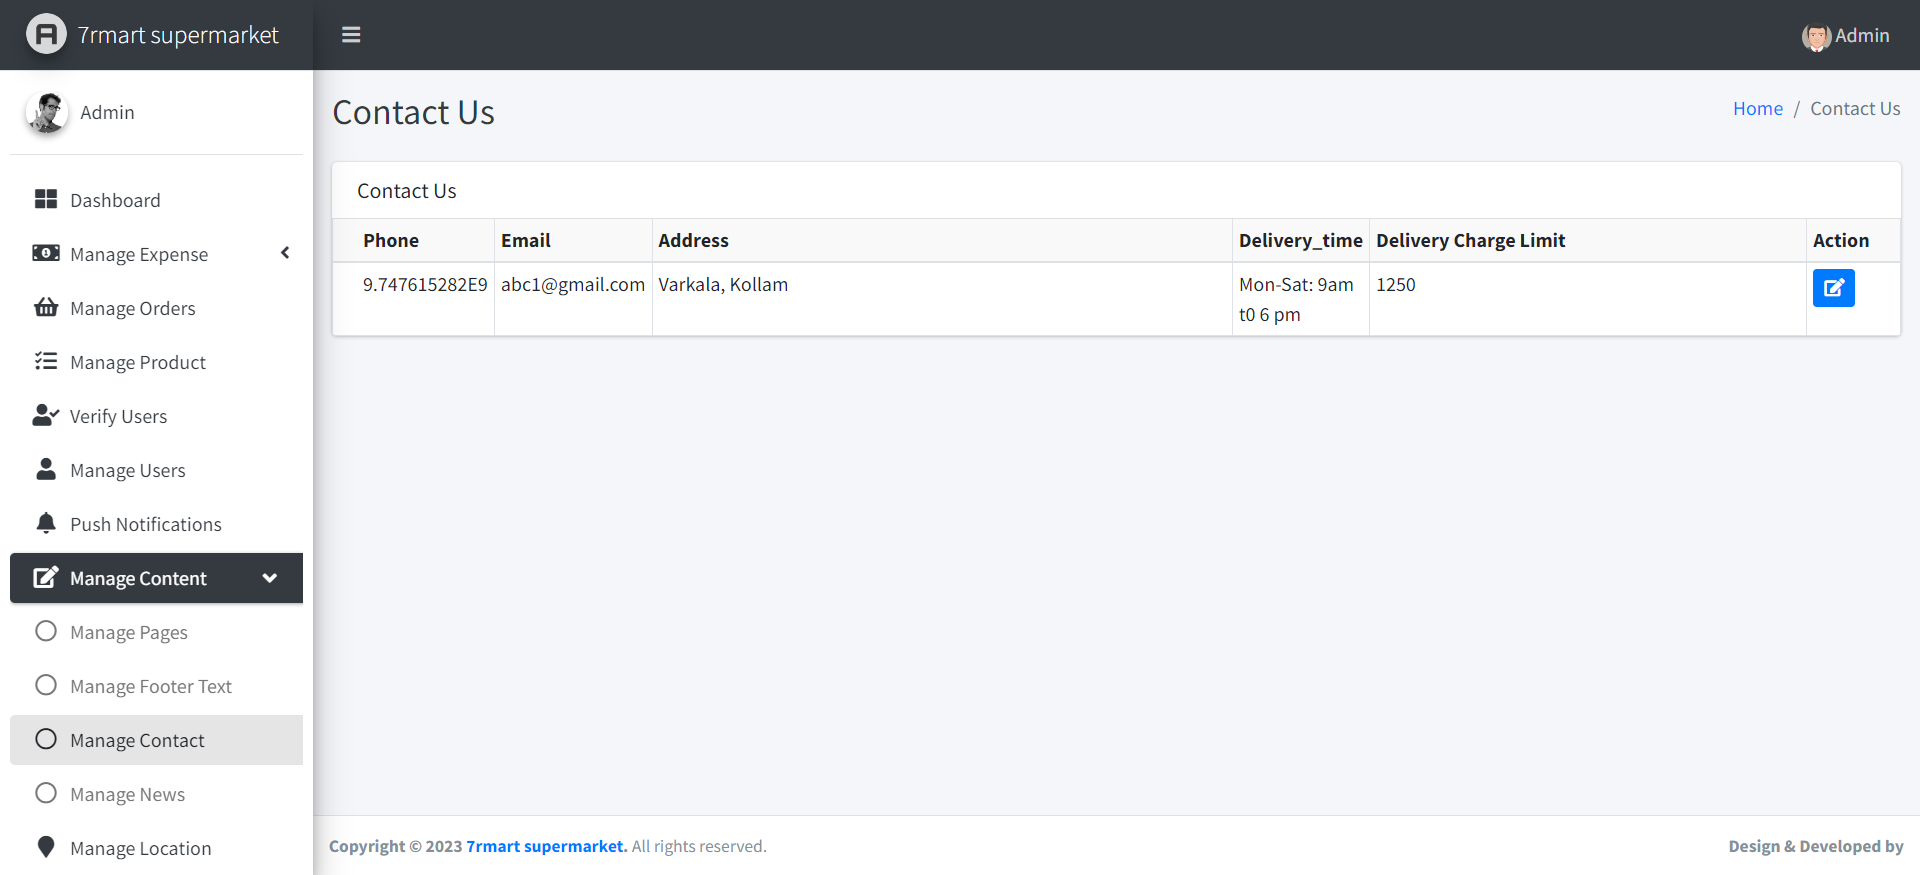 7rmart supermarket
Admin
Admin
Dashboard
Manage Expense
Manage Orders
Manage Product
Verify Users
Manage Users
Push Notifications
Manage Content
Manage Pages
Manage Footer Text
Manage Contact
Manage News
Manage Location
Contact Us
Home / Contact Us
Contact Us
Phone Email Address Delivery_time Delivery Charge Limit Action
9.747615282E9 abc1@gmail.com Varkala, Kollam Mon-Sat: 9am 1250
t0 6 pm
Copyright © 2023 7rmart supermarket. All rights reserved.
Design & Developed by